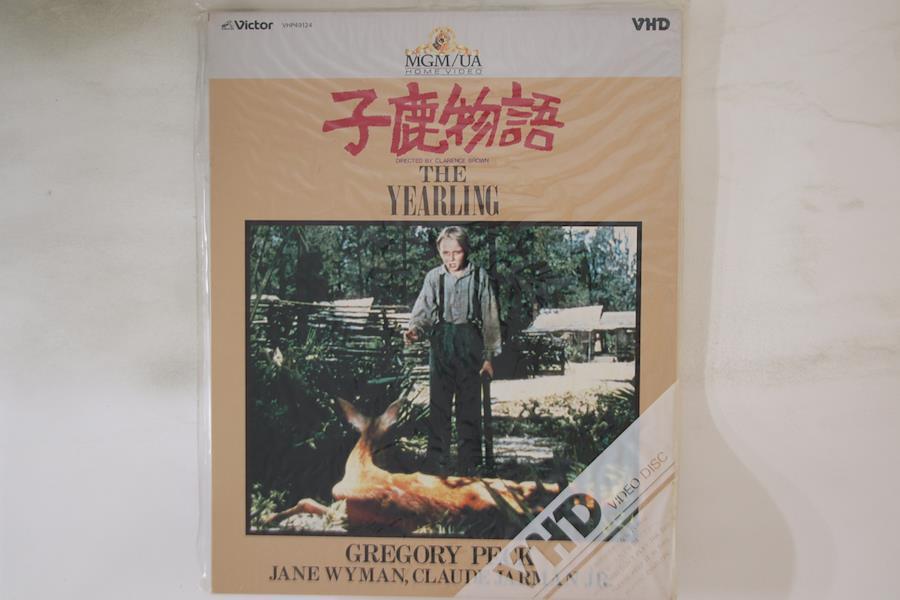 Victor VHP49124 VHD
MGM/UA
HOME VIDEO
子鹿物語
DIRECTED BY CLARENCE BROWN
THE
YEARLING
VHD VIDEO DISC
GREGORY PECK
JANE WYMAN, CLAUDE JARMAN JR.